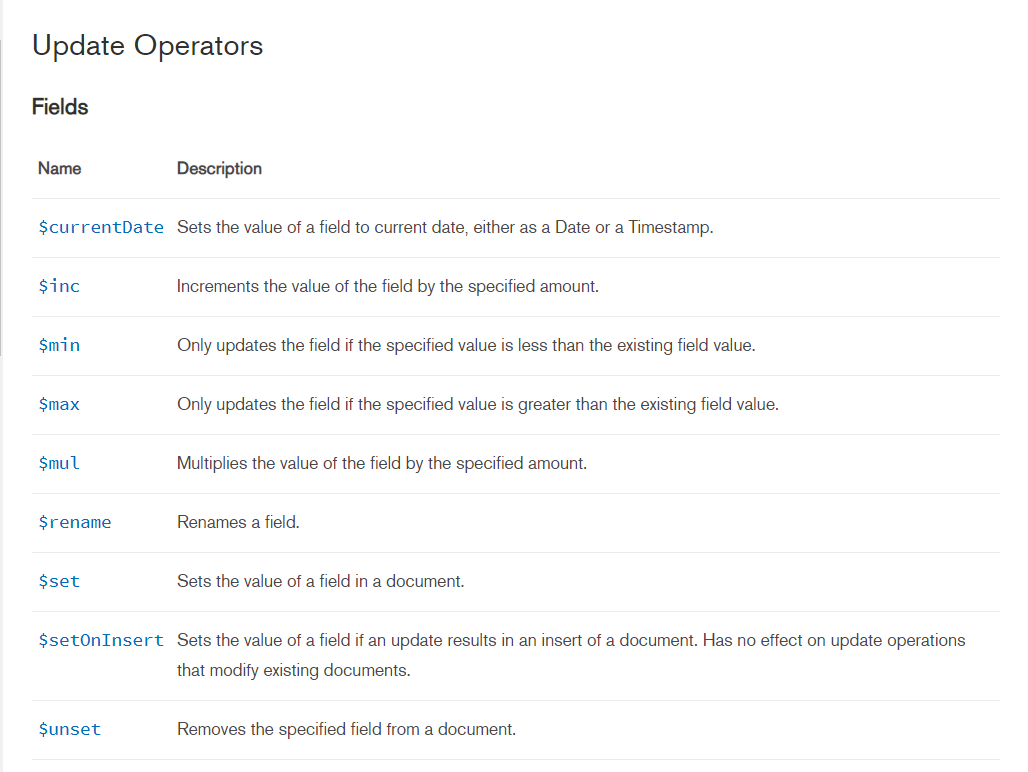 Update Operators
Fields
Name Description
$currentDate Sets the value of a field to current date, either as a Date or a Timestamp.
$inc Increments the value of the field by the specified amount.
$min Only updates the field if the specified value is less than the existing field value.
$max Only updates the field if the specified value is greater than the existing field value.
$mul Multiplies the value of the field by the specified amount.
$rename Renames a field.
$set Sets the value of a field in a document.
$setOnInsert Sets the value of a field if an update results in an insert of a document. Has no effect on update operations
that modify existing documents.
$unset Removes the specified field from a document.